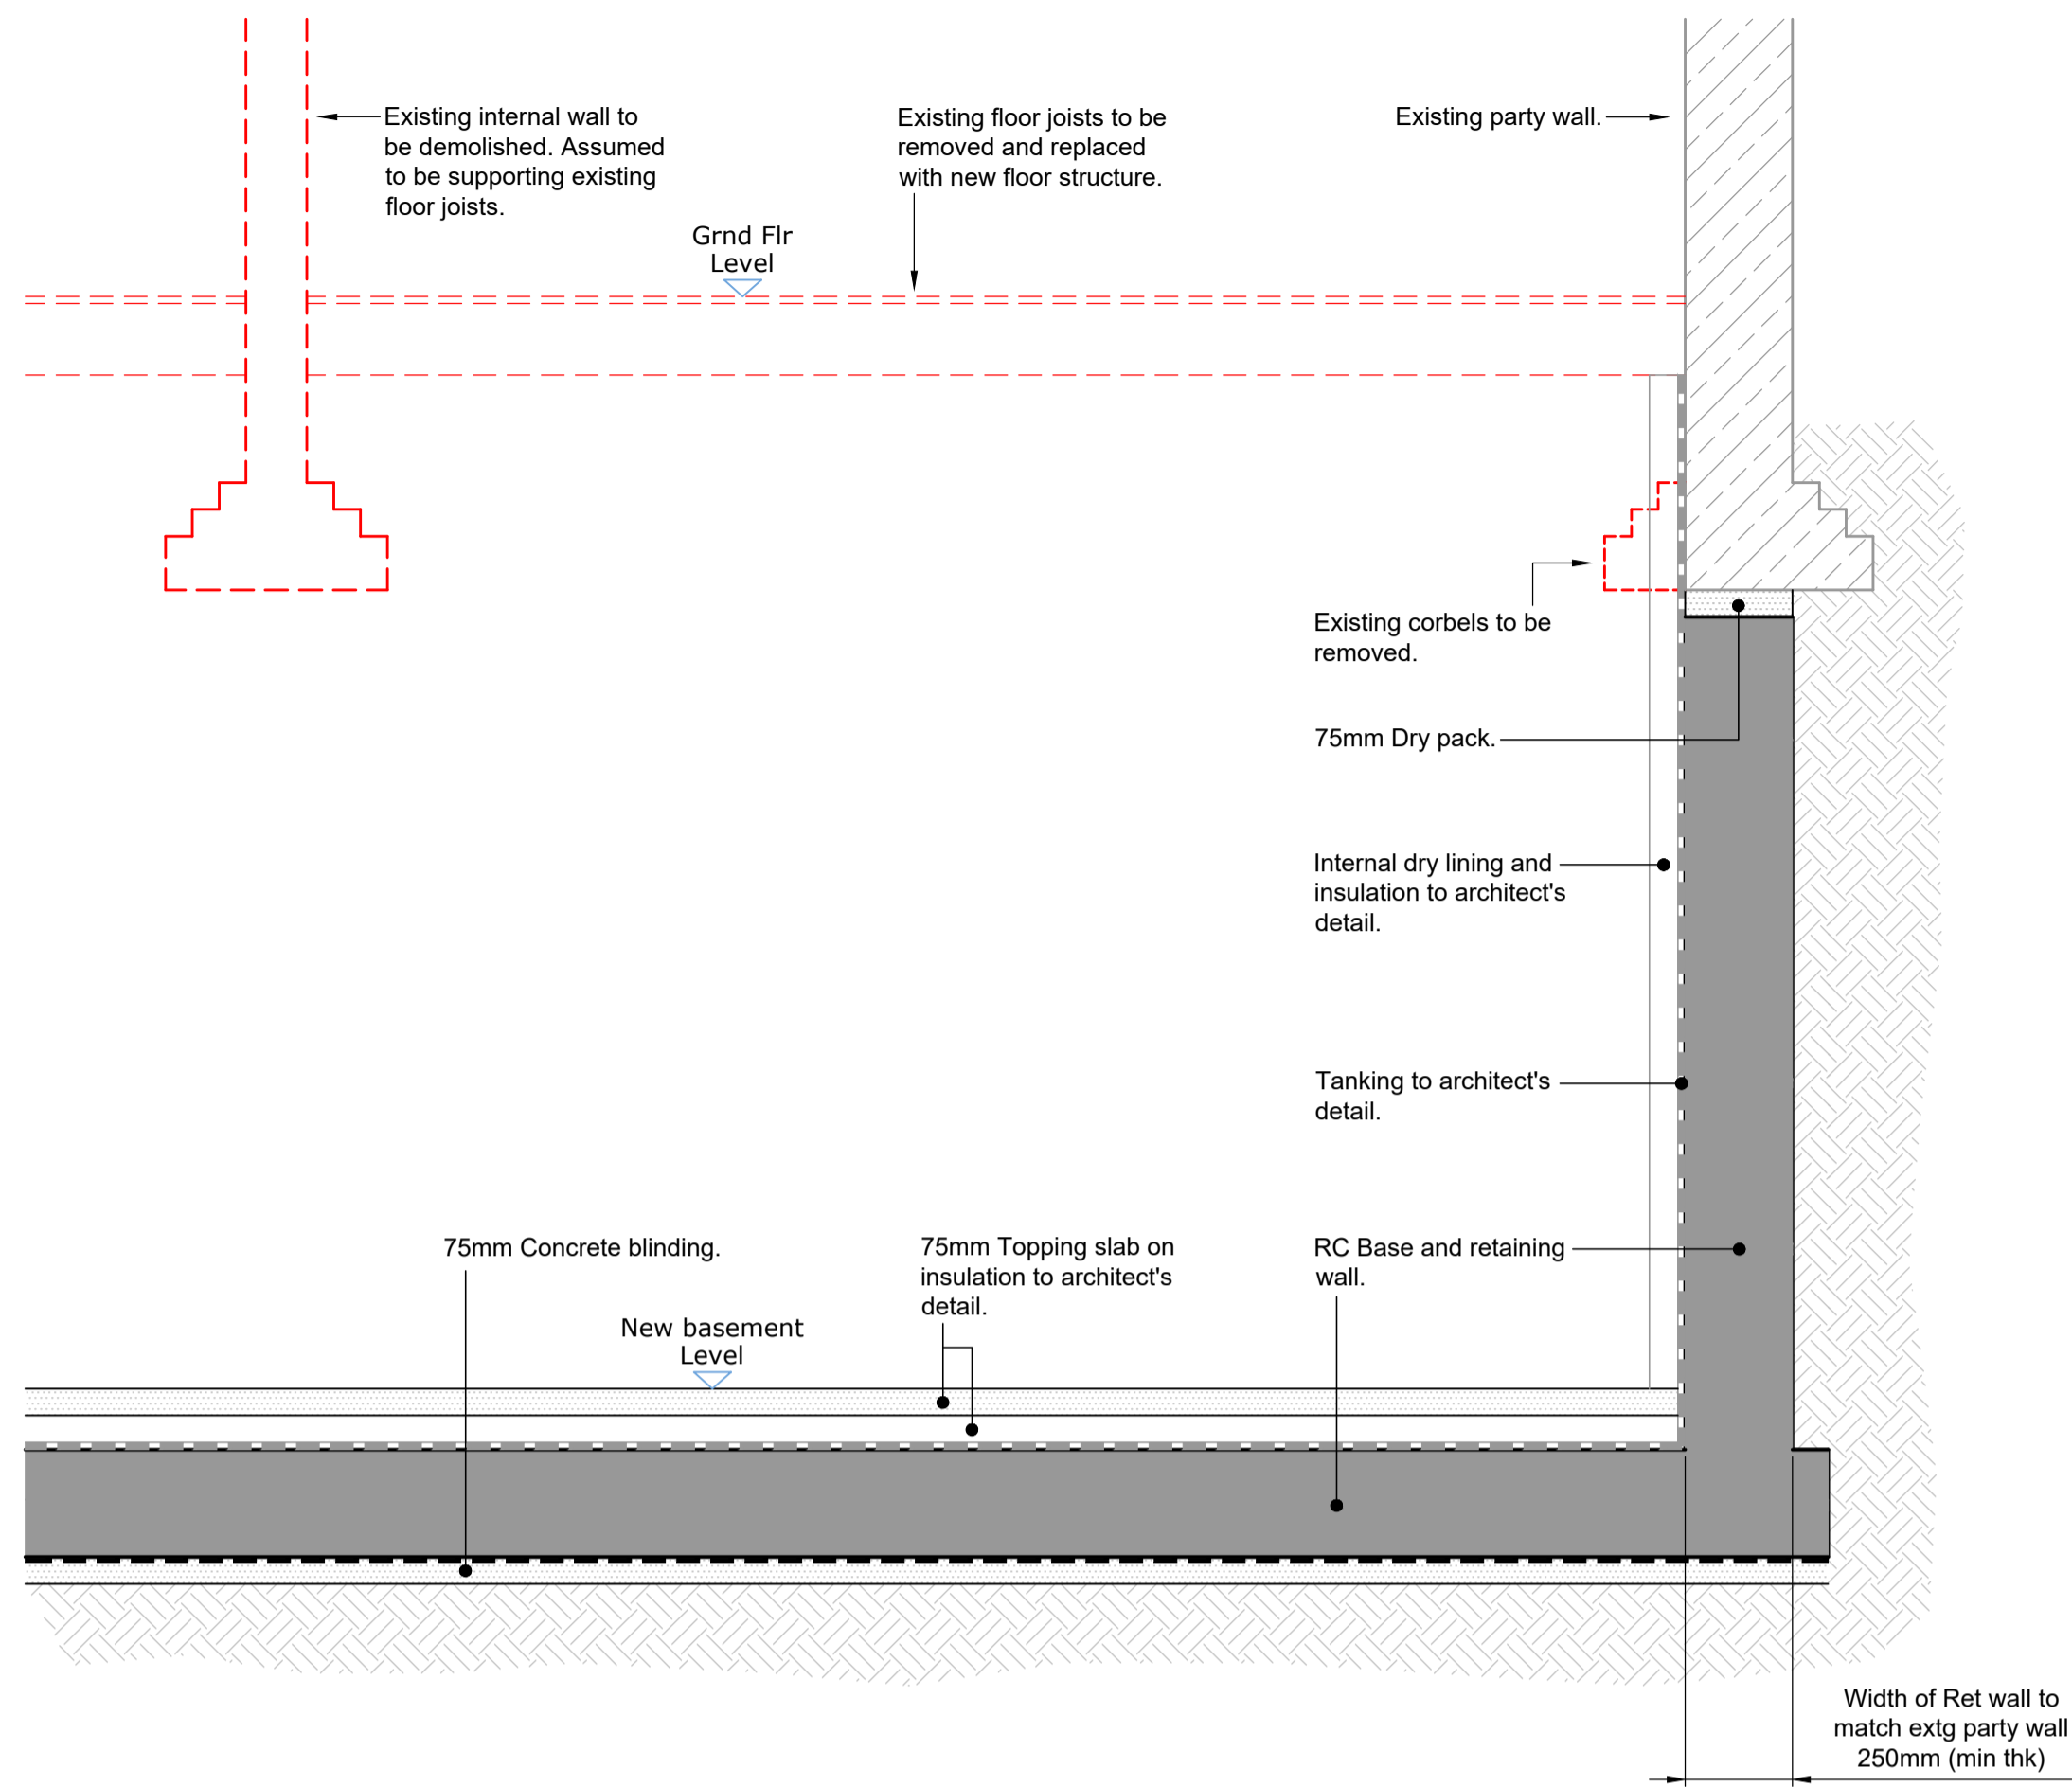 Existing internal wall to
be demolished. Assumed
to be supporting existing
floor joists.
Existing floor joists to be
removed and replaced
with new floor structure.
Existing party wall.
Grnd Flr
Level
Existing corbels to be
removed.
75mm Dry pack.
Internal dry lining and
insulation to architect's
detail.
Tanking to architect's
detail.
75mm Concrete blinding.
75mm Topping slab on
insulation to architect's
detail.
RC Base and retaining
wall.
New basement
Level
Width of Ret wall to
match extg party wall
250mm (min thk)